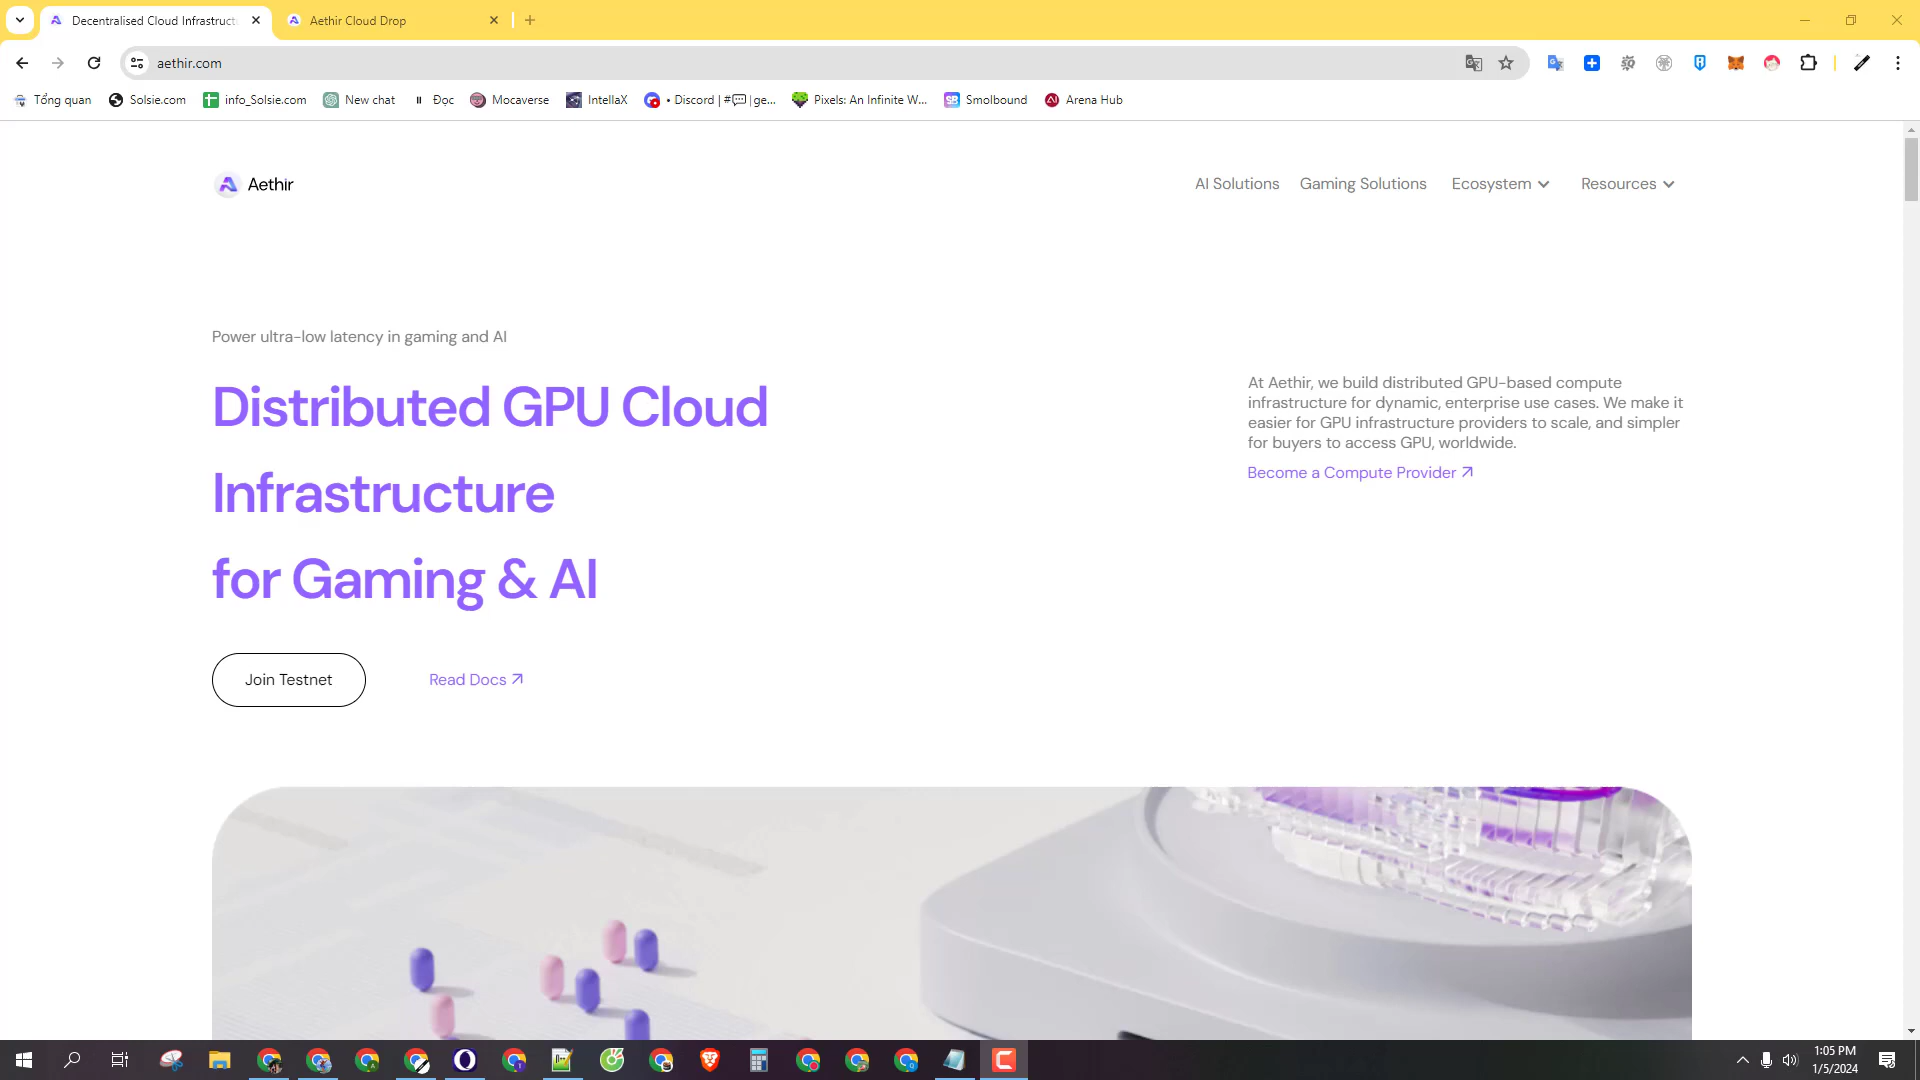 Decentralised Cloud Infrastruct
Aethir Cloud Drop
aethir.com
Tổng quan
Solsie.com
info_Solsie.com
New chat
Đọc
Mocaverse
IntellaX
• Discord | #💬 | ge...
Pixels: An Infinite W...
Smolbound
Arena Hub
Aethir
AI Solutions
Gaming Solutions
Ecosystem
Resources
Power ultra-low latency in gaming and AI
Distributed GPU Cloud
Infrastructure
for Gaming & AI
At Aethir, we build distributed GPU-based compute
infrastructure for dynamic, enterprise use cases. We make it
easier for GPU infrastructure providers to scale, and simpler
for buyers to access GPU, worldwide.
Become a Compute Provider
Join Testnet
Read Docs
1:05 PM
1/5/2024